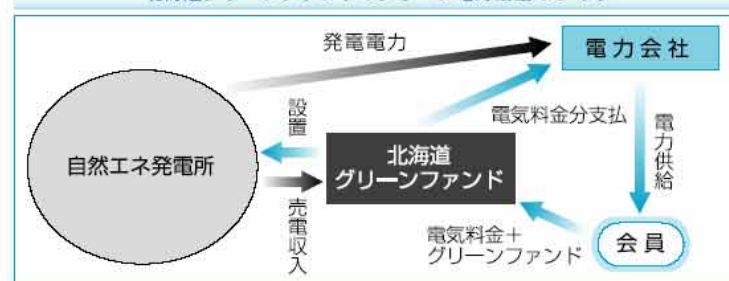 発電電力
電力会社
設置
電気料金分支払
電力供給
自然エネ発電所
北海道
グリーンファンド
売電収入
電気料金＋
グリーンファンド
会員